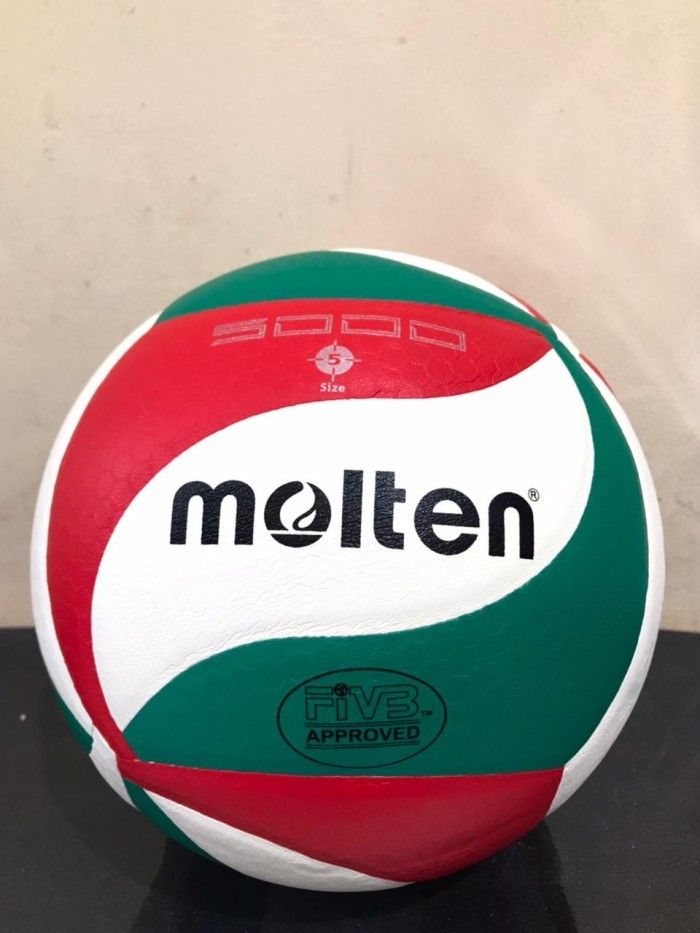 5000
5
Size
molten®
FiVB™
APPROVED